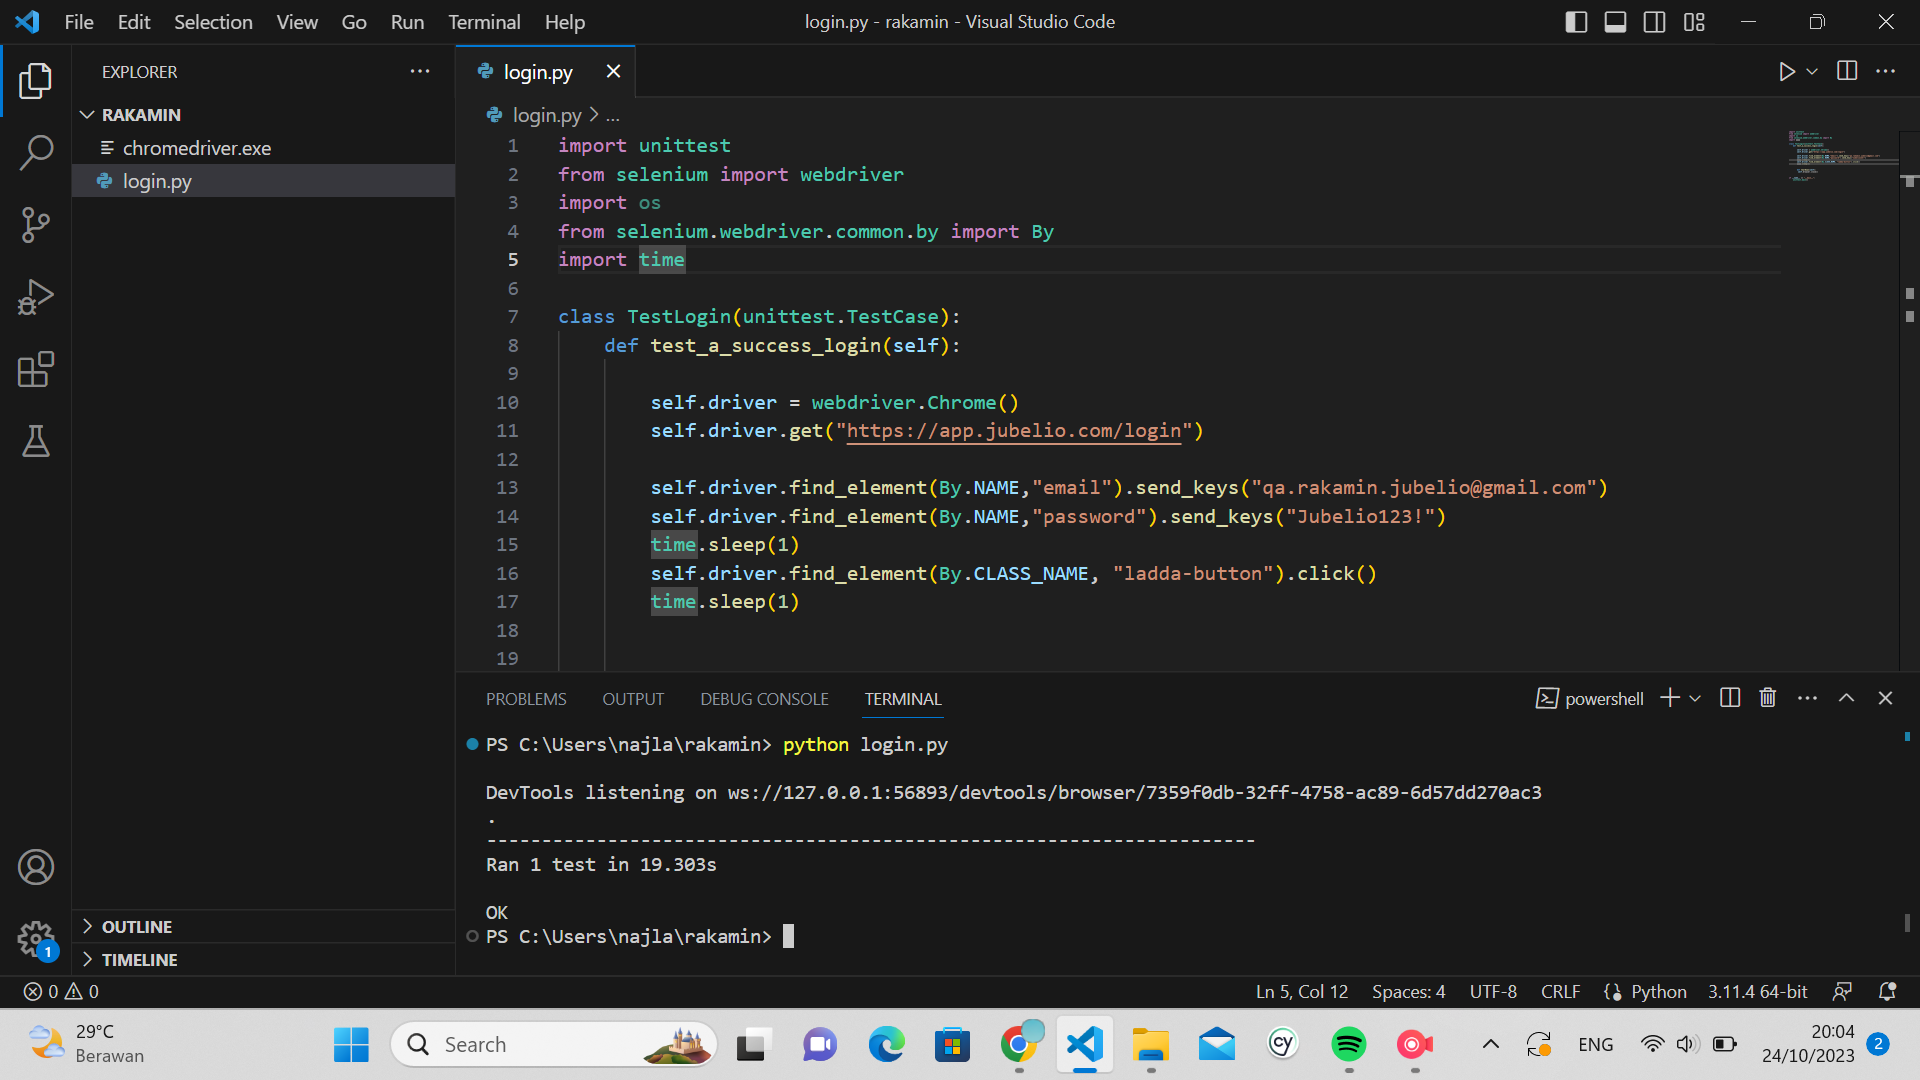 File Edit Selection View Go Run Terminal Help
login.py - rakamin - Visual Studio Code
EXPLORER
RAKAMIN
chromedriver.exe
login.py
OUTLINE
TIMELINE
login.py
login.py > ...
1 import unittest
2 from selenium import webdriver
3 import os
4 from selenium.webdriver.common.by import By
5 import time
6
7 class TestLogin(unittest.TestCase):
8 def test_a_success_login(self):
9
10 self.driver = webdriver.Chrome()
11 self.driver.get("https://app.jubelio.com/login")
12
13 self.driver.find_element(By.NAME,"email").send_keys("qa.rakamin.jubelio@gmail.com")
14 self.driver.find_element(By.NAME,"password").send_keys("Jubelio123!")
15 time.sleep(1)
16 self.driver.find_element(By.CLASS_NAME, "ladda-button").click()
17 time.sleep(1)
18
19
PROBLEMS OUTPUT DEBUG CONSOLE TERMINAL
powershell
PS C:\Users\najla\rakamin> python login.py
DevTools listening on ws://127.0.0.1:56893/devtools/browser/7359f0db-32ff-4758-ac89-6d57dd270ac3
.
----------------------------------------------------------------------
Ran 1 test in 19.303s
OK
PS C:\Users\najla\rakamin>
1
0 0
Ln 5, Col 12 Spaces: 4 UTF-8 CRLF Python 3.11.4 64-bit
29°C
Berawan
Search
cy
ENG
20:04
24/10/2023
2